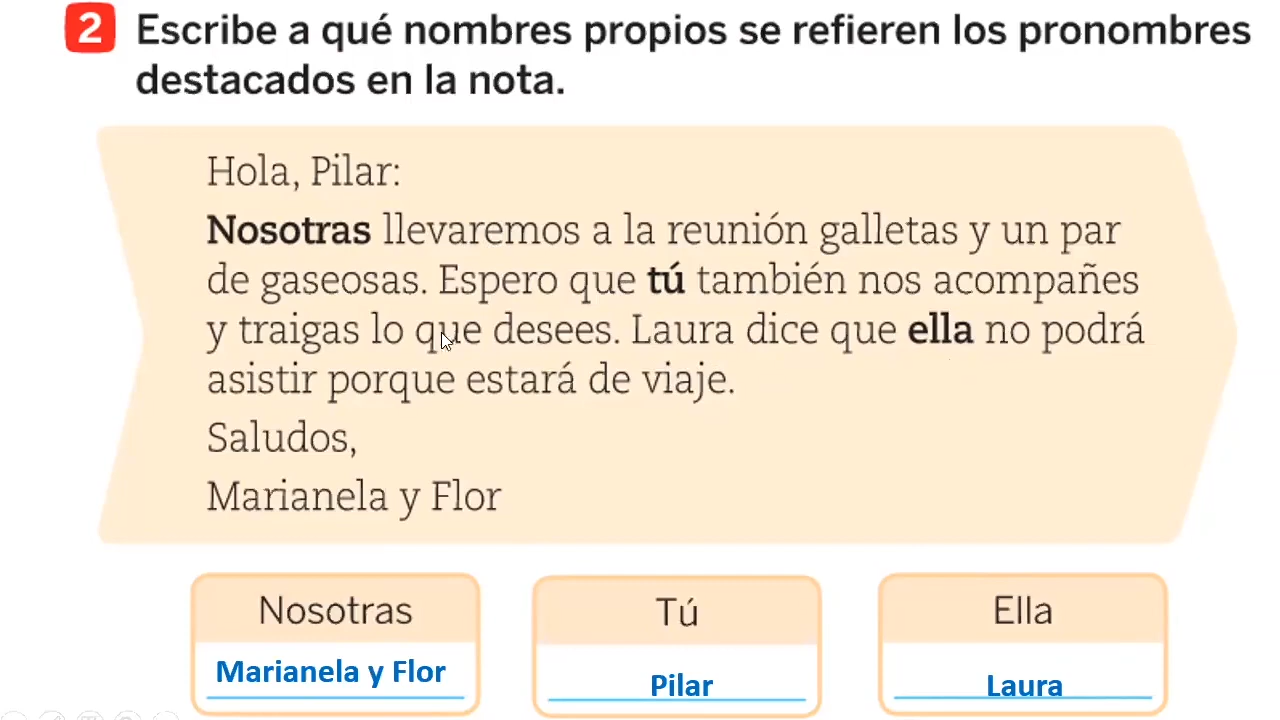 2 Escribe a qué nombres propios se refieren los pronombres
destacados en la nota.
Hola, Pilar:
Nosotras llevaremos a la reunión galletas y un par
de gaseosas. Espero que tú también nos acompañes
y traigas lo que desees. Laura dice que ella no podrá
asistir porque estará de viaje.
Saludos,
Marianela y Flor
Nosotras
Marianela y Flor
Tú
Pilar
Ella
Laura